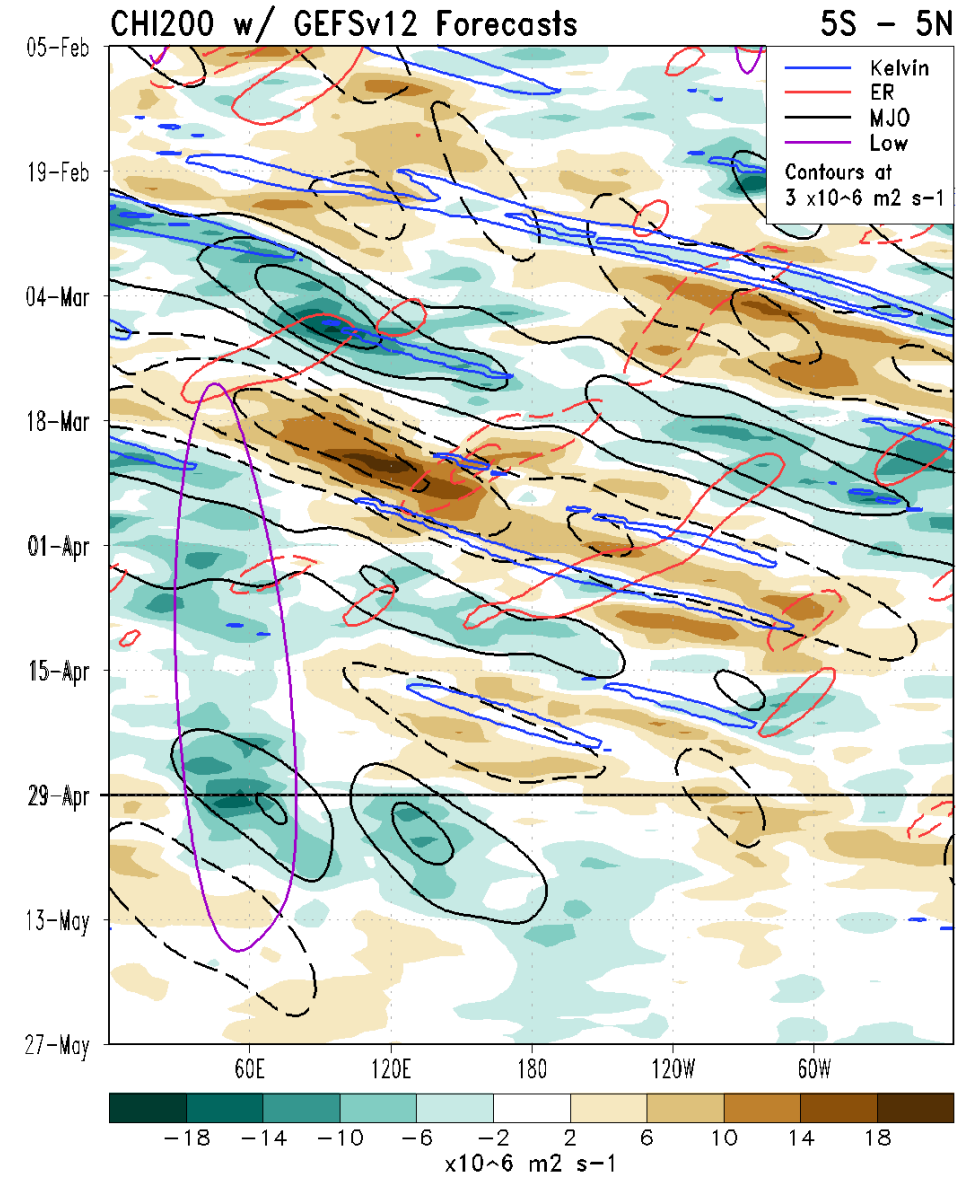 CHI200 w/ GEFSv12 Forecasts 5S - 5N
05-Feb
19-Feb
04-Mar
18-Mar
01-Apr
15-Apr
29-Apr
13-May
27-May
Kelvin
ER
MJO
Low
Contours at
3 x10^6 m2 s-1
60E 120E 180 120W 60W
-18 -14 -10 -6 -2 2 6 10 14 18
x10^6 m2 s-1